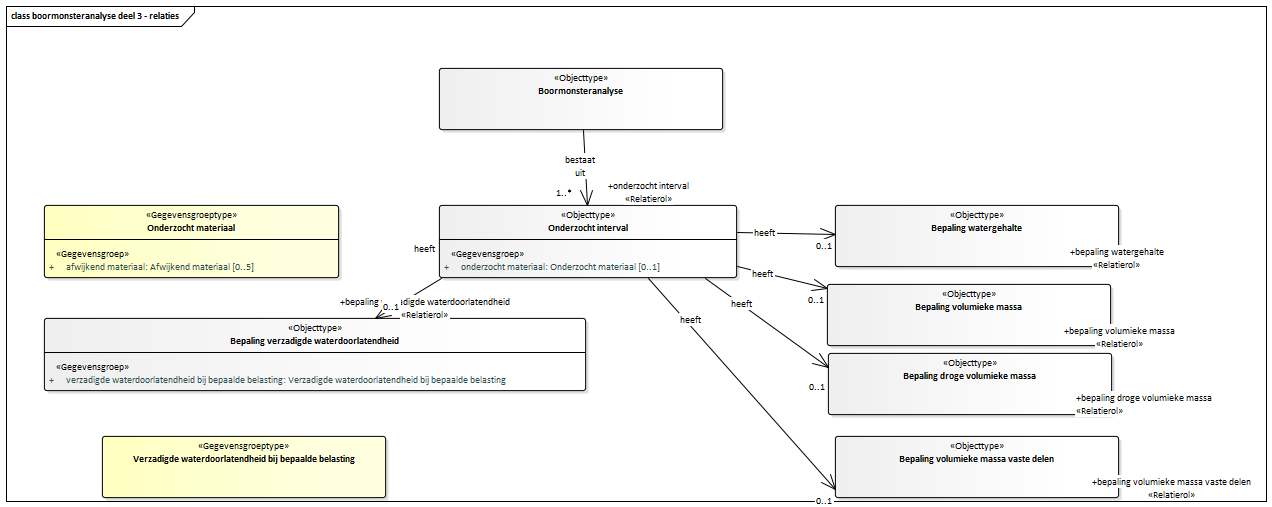 class boormonsteranalyse deel 3 - relaties
«Objecttype»
Boormonsteranalyse
bestaat
uit
1..*
+onderzocht interval
«Relatierol»
«Gegevensgroeptype»
Onderzocht materiaal
«Gegevensgroep»
+ afwijkend materiaal: Afwijkend materiaal [0..5]
«Objecttype»
Onderzocht interval
«Gegevensgroep»
+ onderzocht materiaal: Onderzocht materiaal [0..1]
heeft
heeft
0..1
«Objecttype»
Bepaling watergehalte
+bepaling watergehalte
«Relatierol»
heeft
0..1
«Objecttype»
Bepaling volumieke massa
+bepaling volumieke massa
«Relatierol»
heeft
0..1
«Objecttype»
Bepaling droge volumieke massa
+bepaling droge volumieke massa
«Relatierol»
heeft
0..1
«Objecttype»
Bepaling volumieke massa vaste delen
+bepaling volumieke massa vaste delen
«Relatierol»
+bepaling digde waterdoorlatendheid
0..1
«Relatierol»
«Objecttype»
Bepaling verzadigde waterdoorlatendheid
«Gegevensgroep»
+ verzadigde waterdoorlatendheid bij bepaalde belasting: Verzadigde waterdoorlatendheid bij bepaalde belasting
«Gegevensgroeptype»
Verzadigde waterdoorlatendheid bij bepaalde belasting